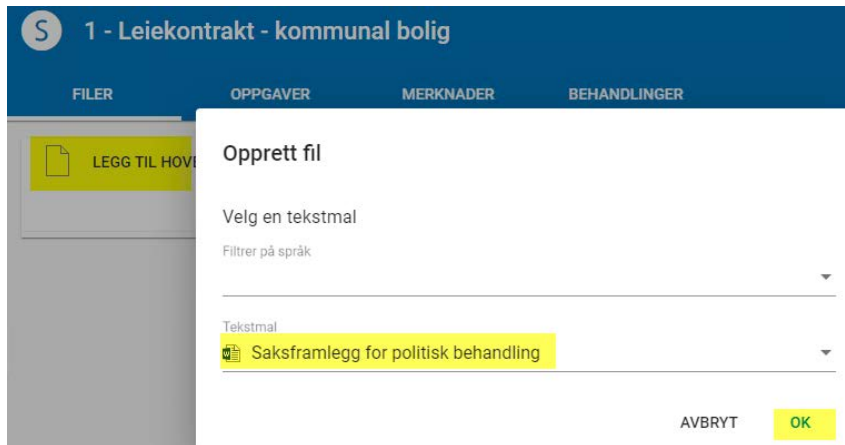 S 1 - Leiekontrakt - kommunal bolig
FILER OPPGAVER MERKNADER BEHANDLINGER
LEGG TIL
Opprett fil
Velg en tekstmal
Filtrer på språk
Tekstmal
Saksframlegg for politisk behandling
AVBRYT OK